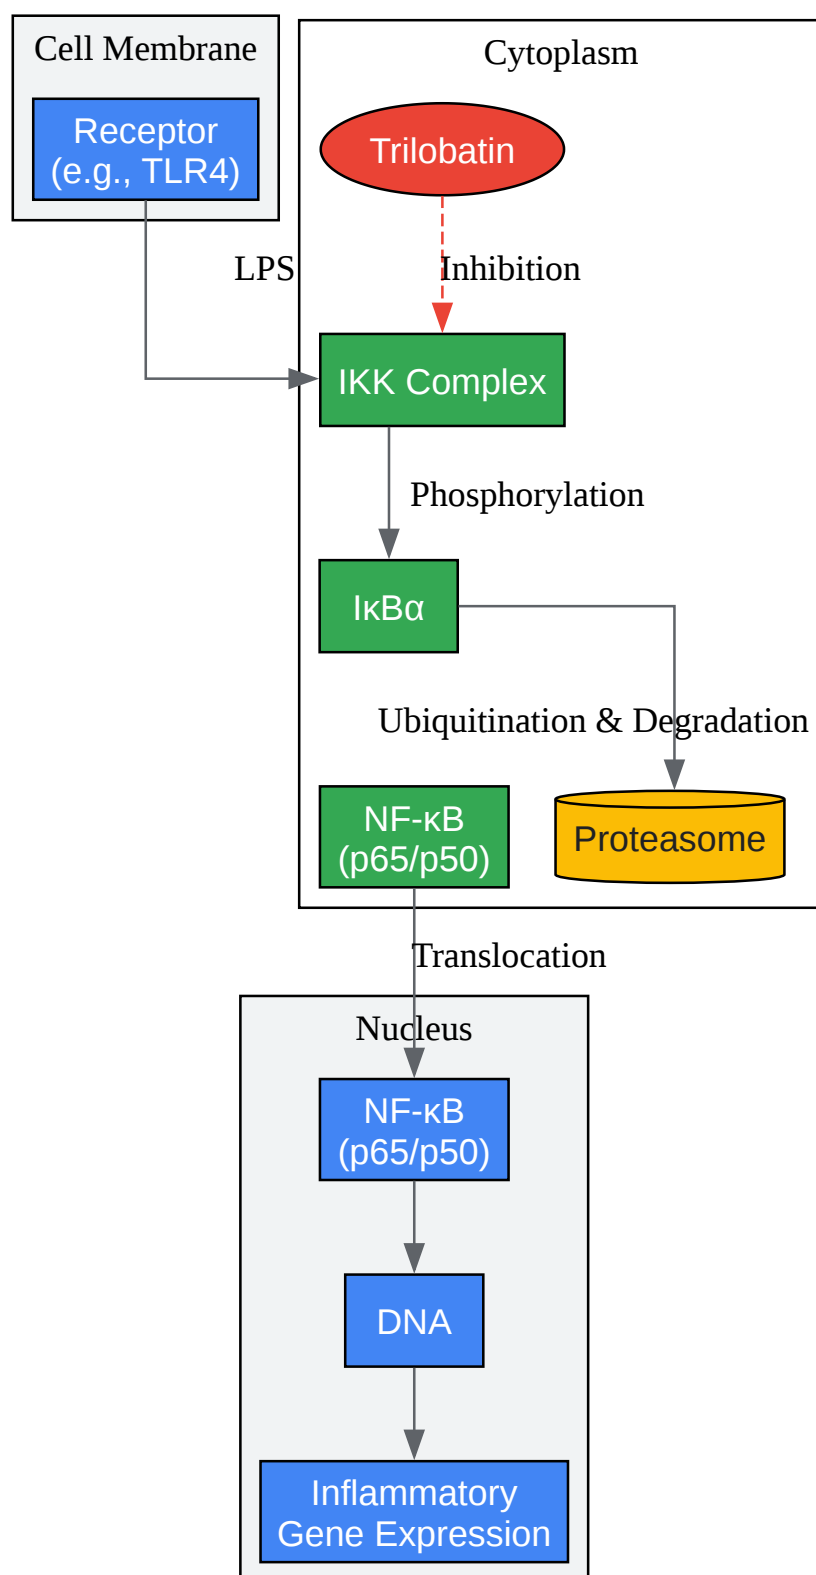 Cell Membrane
Receptor
(e.g., TLR4)
Cytoplasm
Trilobatin
LPS
Inhibition
IKK Complex
Phosphorylation
IκBα
Ubiquitination & Degradation
NF-κB
(p65/p50)
Proteasome
Translocation
Nucleus
NF-κB
(p65/p50)
DNA
Inflammatory
Gene Expression